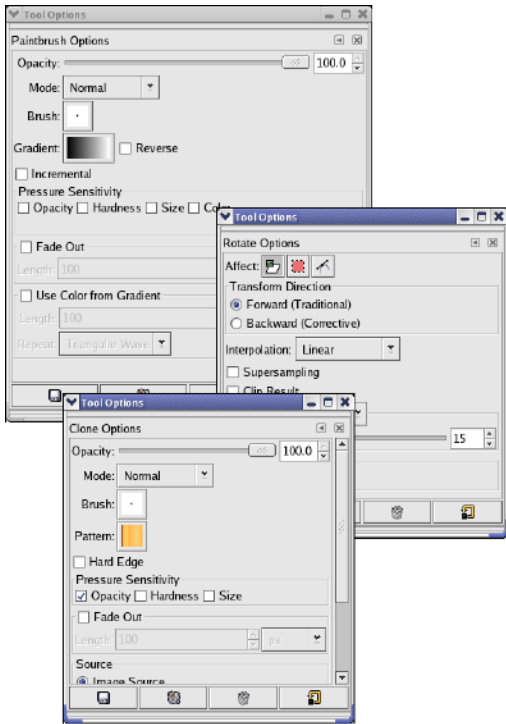 Tool Options
Paintbrush Options
Opacity: 100.0
Mode: Normal
Brush:
Gradient: Reverse
Incremental
Pressure Sensitivity
Opacity Hardness Size Color
Fade Out
Length: 100
Use Color from Gradient
Length: 100
Repeat: Triangular Wave
Tool Options
Rotate Options
Affect:
Transform Direction
Forward (Traditional)
Backward (Corrective)
Interpolation: Linear
Supersampling
Clip Result
15
Tool Options
Clone Options
Opacity: 100.0
Mode: Normal
Brush:
Pattern:
Hard Edge
Pressure Sensitivity
Opacity Hardness Size
Fade Out
Length: 100 px
Source
Image Source